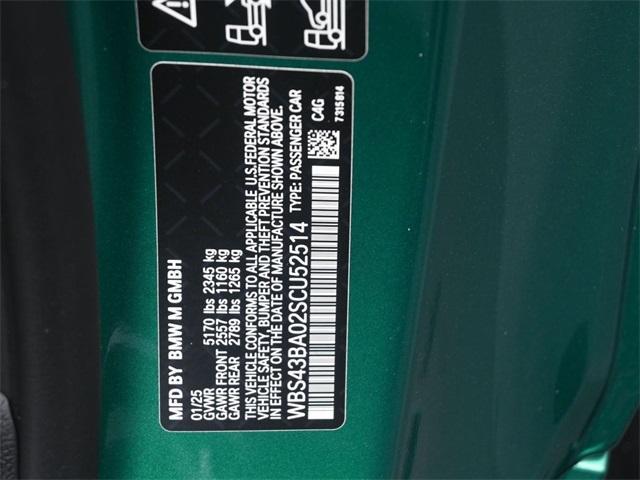 MFD BY BMW M GMBH
01/25
GVWR 5170 lbs 2345 kg
GAWR FRONT 2557 lbs 1160 kg
GAWR REAR 2789 lbs 1265 kg
THIS VEHICLE CONFORMS TO ALL APPLICABLE U.S.FEDERAL MOTOR
VEHICLE SAFETY, BUMPER AND THEFT PREVENTION STANDARDS
IN EFFECT ON THE DATE OF MANUFACTURE SHOWN ABOVE.
WBS43BA02SCU52514 TYPE: PASSENGER CAR
C4G
7315814